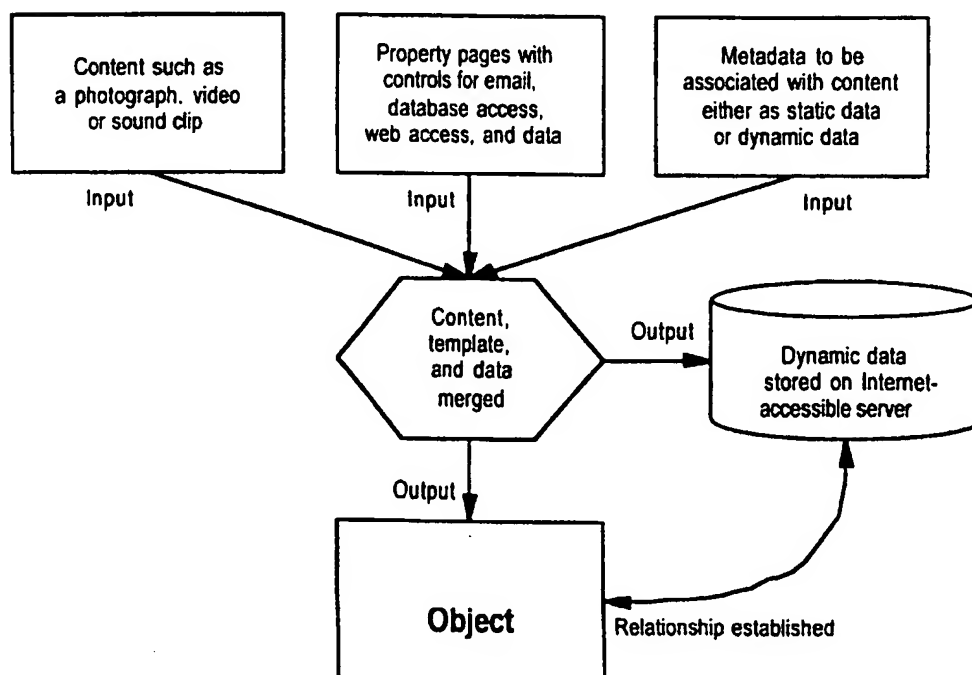 Content such as
a photograph. video
or sound clip
Property pages with
controls for email,
database access,
web access, and data
Metadata to be
associated with content
either as static data
or dynamic data
Input
Input
Input
Content,
template,
and data
merged
Output
Dynamic data
stored on Internet-
accessible server
Output
Object
Relationship established